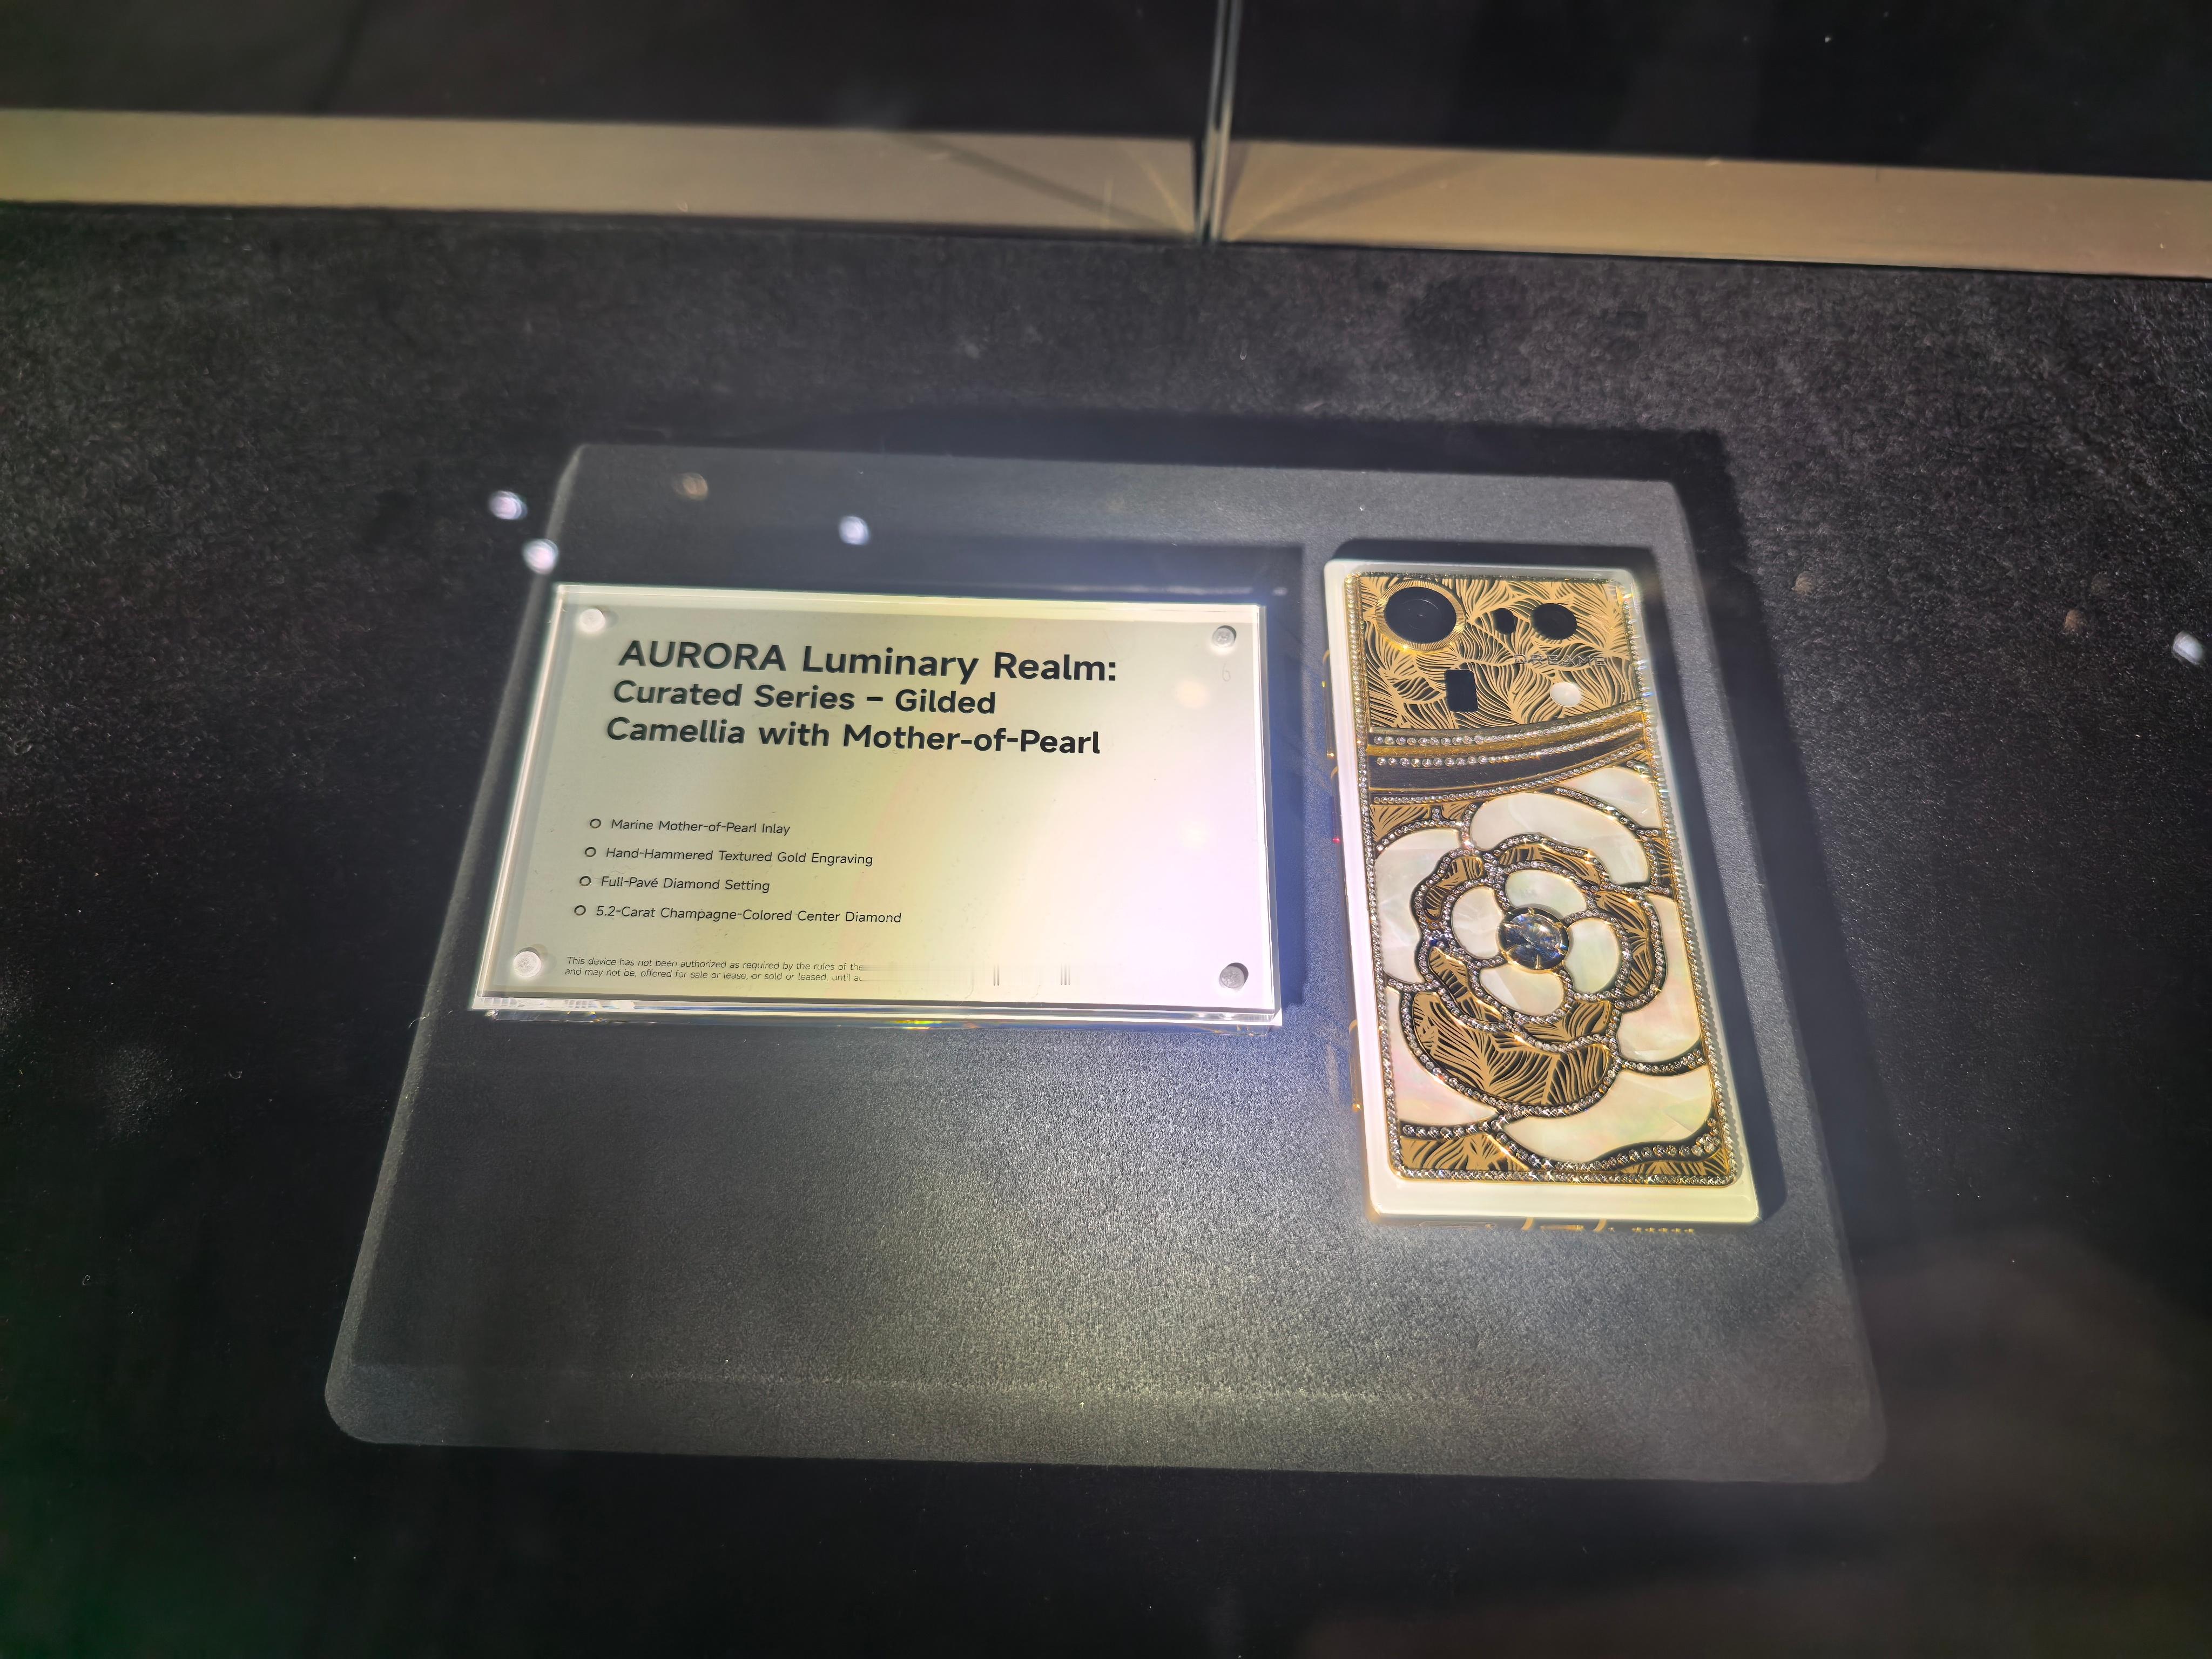 AURORA Luminary Realm:
Curated Series – Gilded
Camellia with Mother-of-Pearl
Marine Mother-of-Pearl Inlay
Hand-Hammered Textured Gold Engraving
Full-Pavé Diamond Setting
5.2-Carat Champagne-Colored Center Diamond
This device has not been authorized as required by the rules of the
and may not be, offered for sale or lease, or sold or leased, until
DREAME